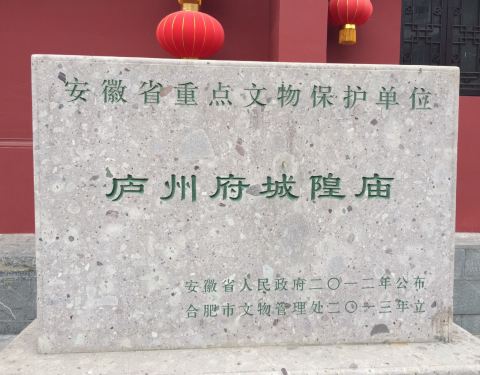 安徽省重点文物保护单位
庐州府城隍庙
安徽省人民政府二〇一二年公布
合肥市文物管理处二〇一三年立